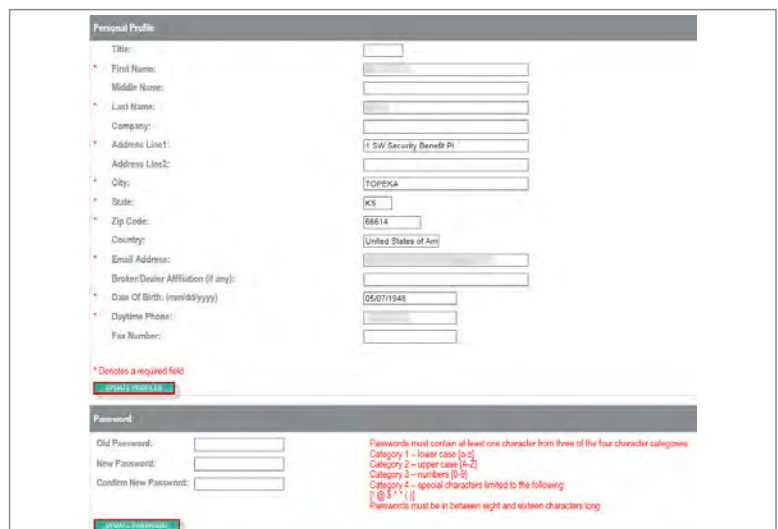 Personal Profile
Title:
* First Name:
Middle Name:
* Last Name:
Company:
* Address Line1: 1 SW Security Benefit Pl
Address Line2:
* City: TOPEKA
* State: KS
* Zip Code: 66614
Country: United States of Am
* Email Address:
Broker/Dealer Affiliation (if any):
* Date Of Birth: (mm/dd/yyyy) 05/07/1948
* Daytime Phone:
Fax Number:
* Denotes a required field
UPDATE PROFILES
Password
Old Password:
New Password:
Confirm New Password:
Passwords must contain at least one character from three of the four character categories
Category 1 – lower case [a-z]
Category 2 – upper case [A-Z]
Category 3 – numbers [0-9]
Category 4 – special characters limited to the following:
[! @ $ ^ * ( )]
Passwords must be in between eight and sixteen characters long
UPDATE PASSWORD